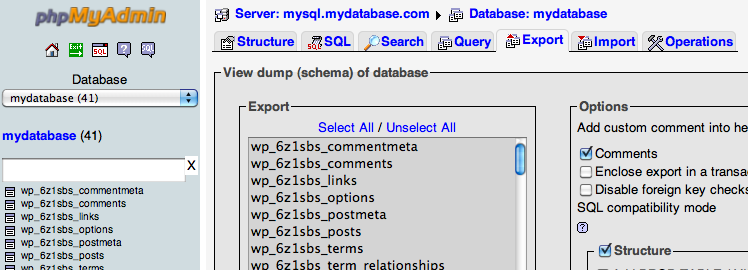 phpMyAdmin
SQL
SQL
Database
mydatabase (41)
mydatabase (41)
X
wp_6z1sbs_commentmeta
wp_6z1sbs_comments
wp_6z1sbs_links
wp_6z1sbs_options
wp_6z1sbs_postmeta
wp_6z1sbs_posts
wp_6z1sbs_terms
Server: mysql.mydatabase.com Database: mydatabase
Structure SQL Search Query Export Import Operations
View dump (schema) of database
Export
Select All / Unselect All
wp_6z1sbs_commentmeta
wp_6z1sbs_comments
wp_6z1sbs_links
wp_6z1sbs_options
wp_6z1sbs_postmeta
wp_6z1sbs_posts
wp_6z1sbs_terms
wp_6z1sbs_term_relationships
Options
Add custom comment into he
Comments
Enclose export in a transac
Disable foreign key checks
SQL compatibility mode
Structure